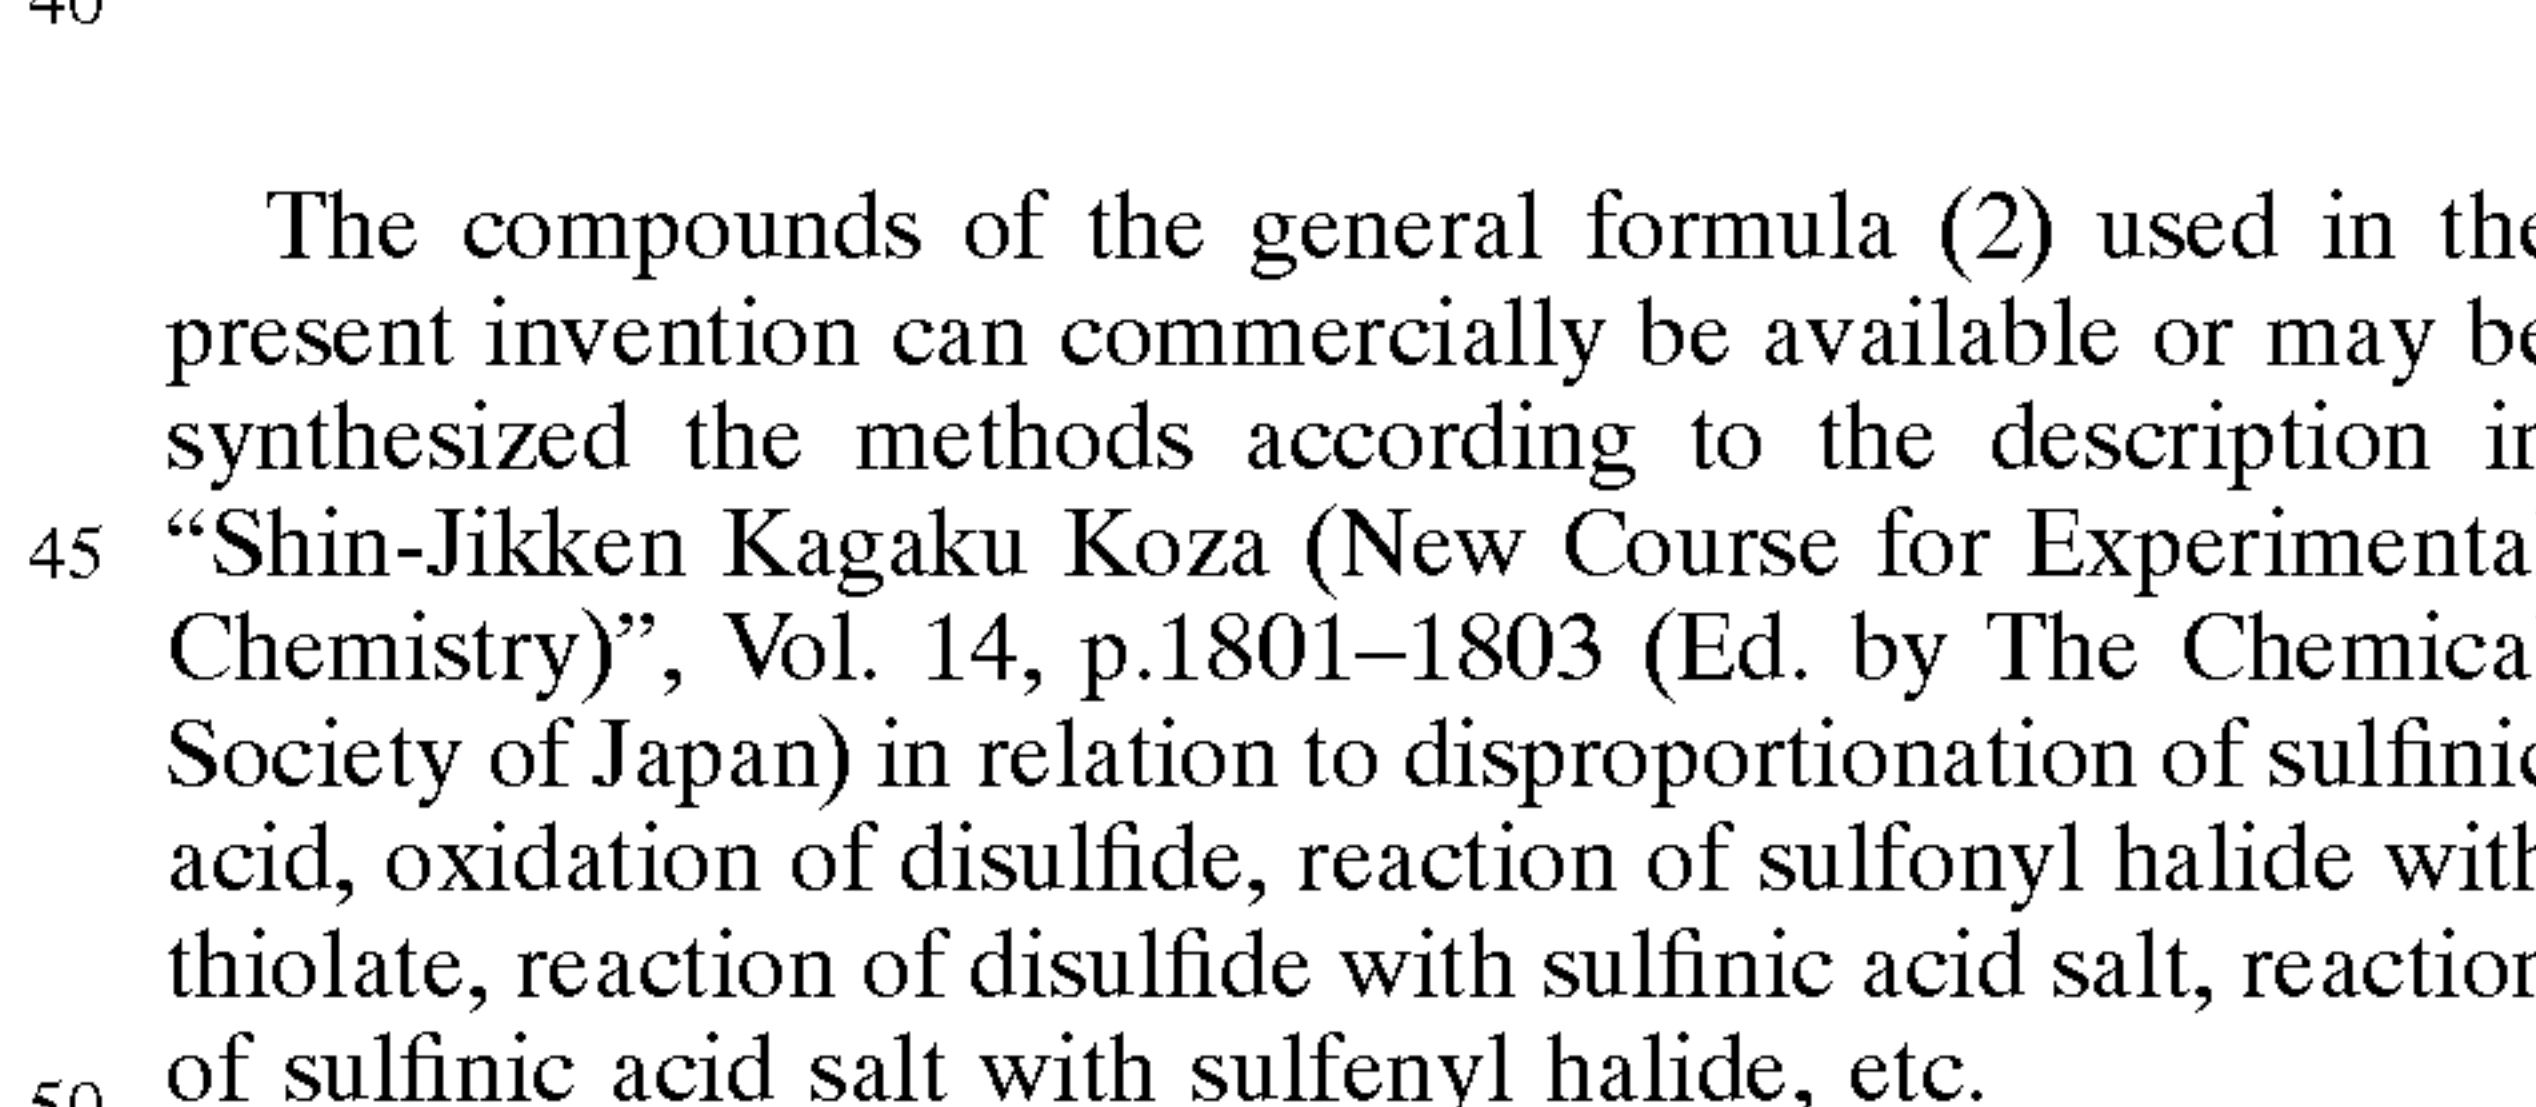 40
The compounds of the general formula (2) used in the
present invention can commercially be available or may be
synthesized the methods according to the description in
45 “Shin-Jikken Kagaku Koza (New Course for Experimenta
Chemistry)”, Vol. 14, p.1801–1803 (Ed. by The Chemica
Society of Japan) in relation to disproportionation of sulfinic
acid, oxidation of disulfide, reaction of sulfonyl halide with
thiolate, reaction of disulfide with sulfinic acid salt, reaction
50 of sulfinic acid salt with sulfenyl halide, etc.